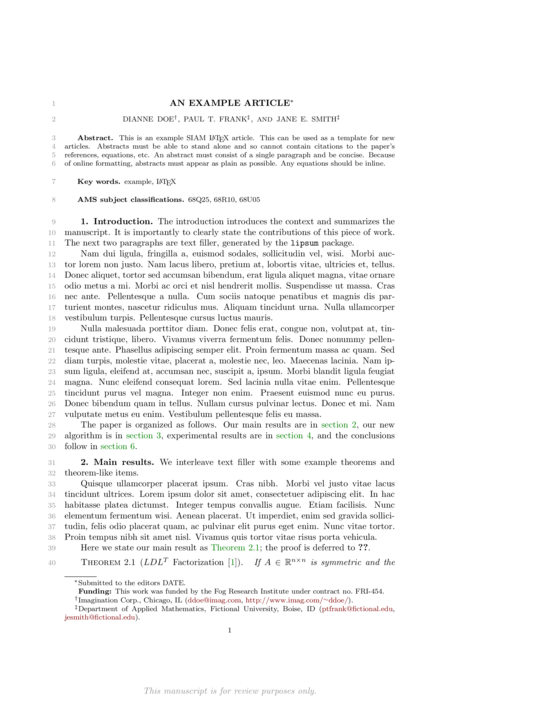 1 AN EXAMPLE ARTICLE*
2 DIANNE DOE†, PAUL T. FRANK‡, AND JANE E. SMITH‡
3 Abstract. This is an example SIAM LATEX article. This can be used as a template for new
4 articles. Abstracts must be able to stand alone and so cannot contain citations to the paper's
5 references, equations, etc. An abstract must consist of a single paragraph and be concise. Because
6 of online formatting, abstracts must appear as plain as possible. Any equations should be inline.
7 Key words. example, LATEX
8 AMS subject classifications. 68Q25, 68R10, 68U05
9 1. Introduction. The introduction introduces the context and summarizes the
10 manuscript. It is importantly to clearly state the contributions of this piece of work.
11 The next two paragraphs are text filler, generated by the lipsum package.
12 Nam dui ligula, fringilla a, euismod sodales, sollicitudin vel, wisi. Morbi auc-
13 tor lorem non justo. Nam lacus libero, pretium at, lobortis vitae, ultricies et, tellus.
14 Donec aliquet, tortor sed accumsan bibendum, erat ligula aliquet magna, vitae ornare
15 odio metus a mi. Morbi ac orci et nisl hendrerit mollis. Suspendisse ut massa. Cras
16 nec ante. Pellentesque a nulla. Cum sociis natoque penatibus et magnis dis par-
17 turient montes, nascetur ridiculus mus. Aliquam tincidunt urna. Nulla ullamcorper
18 vestibulum turpis. Pellentesque cursus luctus mauris.
19 Nulla malesuada porttitor diam. Donec felis erat, congue non, volutpat at, tin-
20 cidunt tristique, libero. Vivamus viverra fermentum felis. Donec nonummy pellen-
21 tesque ante. Phasellus adipiscing semper elit. Proin fermentum massa ac quam. Sed
22 diam turpis, molestie vitae, placerat a, molestie nec, leo. Maecenas lacinia. Nam ip-
23 sum ligula, eleifend at, accumsan nec, suscipit a, ipsum. Morbi blandit ligula feugiat
24 magna. Nunc eleifend consequat lorem. Sed lacinia nulla vitae enim. Pellentesque
25 tincidunt purus vel magna. Integer non enim. Praesent euismod nunc eu purus.
26 Donec bibendum quam in tellus. Nullam cursus pulvinar lectus. Donec et mi. Nam
27 vulputate metus eu enim. Vestibulum pellentesque felis eu massa.
28 The paper is organized as follows. Our main results are in section 2, our new
29 algorithm is in section 3, experimental results are in section 4, and the conclusions
30 follow in section 6.
31 2. Main results. We interleave text filler with some example theorems and
32 theorem-like items.
33 Quisque ullamcorper placerat ipsum. Cras nibh. Morbi vel justo vitae lacus
34 tincidunt ultrices. Lorem ipsum dolor sit amet, consectetuer adipiscing elit. In hac
35 habitasse platea dictumst. Integer tempus convallis augue. Etiam facilisis. Nunc
36 elementum fermentum wisi. Aenean placerat. Ut imperdiet, enim sed gravida sollici-
37 tudin, felis odio placerat quam, ac pulvinar elit purus eget enim. Nunc vitae tortor.
38 Proin tempus nibh sit amet nisl. Vivamus quis tortor vitae risus porta vehicula.
39 Here we state our main result as Theorem 2.1; the proof is deferred to ??.
40 THEOREM 2.1 (LDL^T Factorization [1]). If A ∈ ℝ^{n×n} is symmetric and the
*Submitted to the editors DATE.
Funding: This work was funded by the Fog Research Institute under contract no. FRI-454.
†Imagination Corp., Chicago, IL (ddoe@imag.com, http://www.imag.com/~ddoe/).
‡Department of Applied Mathematics, Fictional University, Boise, ID (ptfrank@fictional.edu,
jesmith@fictional.edu).
1
This manuscript is for review purposes only.